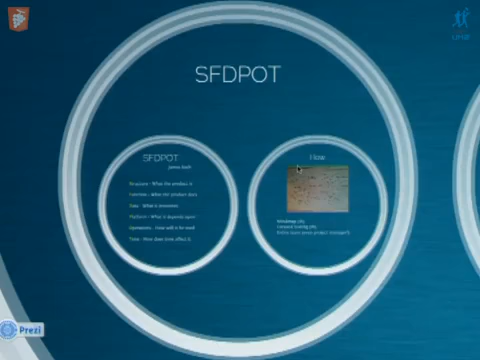 SFDPOT
SFDPOT
James Bach
Structure - What the product is
Function - What the product does
Data - What it processes
Platform - What it depends upon
Operations - How will it be used
Time - How does time affect it
How
Prezi